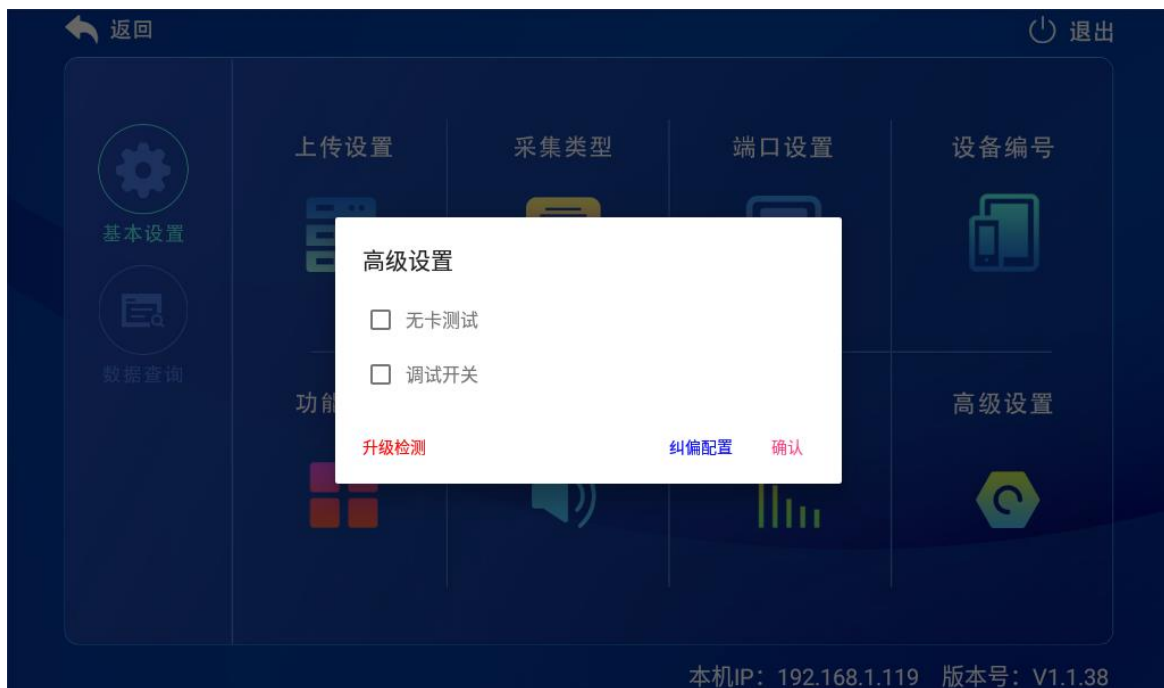 返回
退出
上传设置
采集类型
端口设置
设备编号
基本设置
数据查询
高级设置
无卡测试
调试开关
升级检测
纠偏配置
确认
功能
高级设置
本机IP：192.168.1.119 版本号：V1.1.38